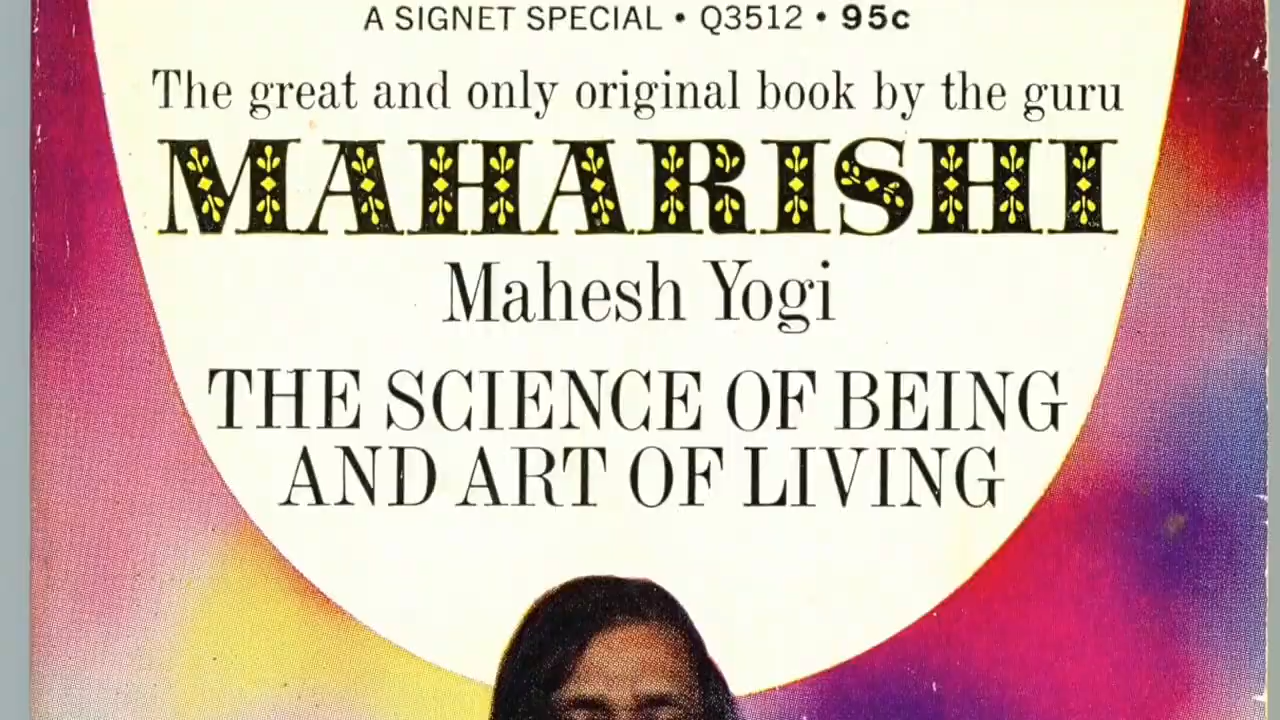 A SIGNET SPECIAL • Q3512 • 95c
The great and only original book by the guru
MAHARISHI
Mahesh Yogi
THE SCIENCE OF BEING
AND ART OF LIVING